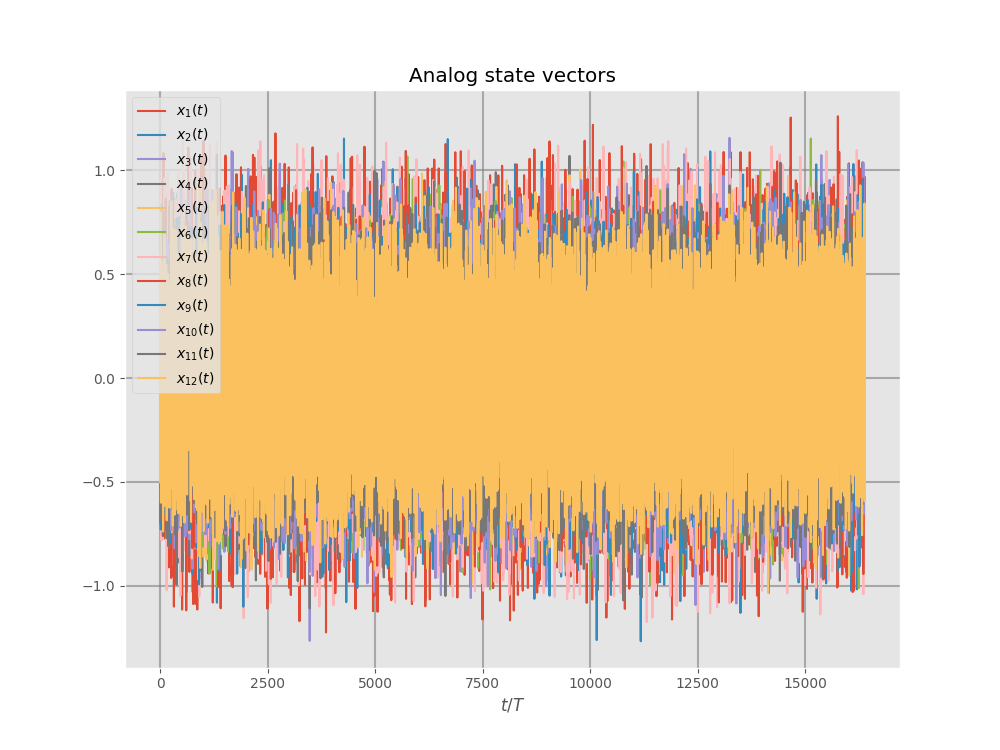 Analog state vectors
x₁(t)
x₂(t)
x₃(t)
x₄(t)
x₅(t)
x₆(t)
x₇(t)
x₈(t)
x₉(t)
x₁₀(t)
x₁₁(t)
x₁₂(t)
1.0
0.5
0.0
−0.5
−1.0
0 2500 5000 7500 10000 12500 15000
t/T